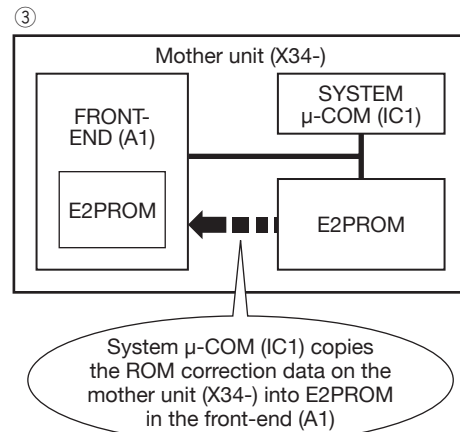 ③
Mother unit (X34-)
FRONT-
END (A1)
E2PROM
SYSTEM
μ-COM (IC1)
E2PROM
System μ-COM (IC1) copies
the ROM correction data on the
mother unit (X34-) into E2PROM
in the front-end (A1)